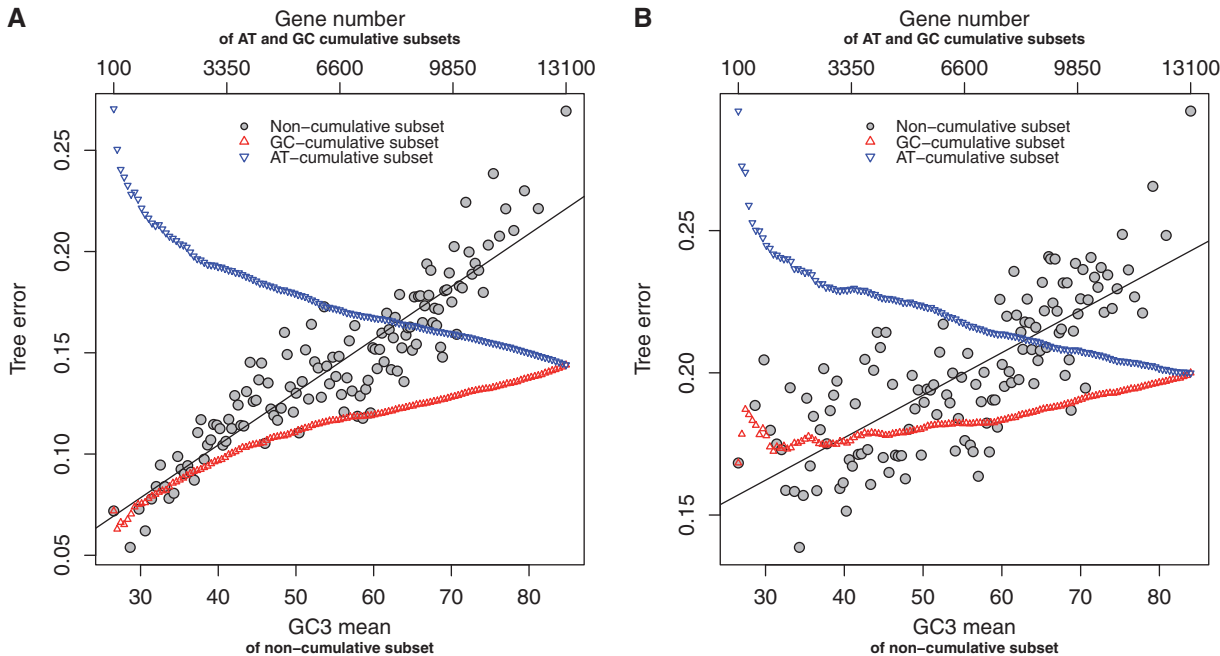 A
Gene number
of AT and GC cumulative subsets
100 3350 6600 9850 13100
Non−cumulative subset
GC−cumulative subset
AT−cumulative subset
Tree error
0.25
0.20
0.15
0.10
0.05
30 40 50 60 70 80
GC3 mean
of non−cumulative subset
B
Gene number
of AT and GC cumulative subsets
100 3350 6600 9850 13100
Non−cumulative subset
GC−cumulative subset
AT−cumulative subset
Tree error
0.25
0.20
0.15
30 40 50 60 70 80
GC3 mean
of non−cumulative subset